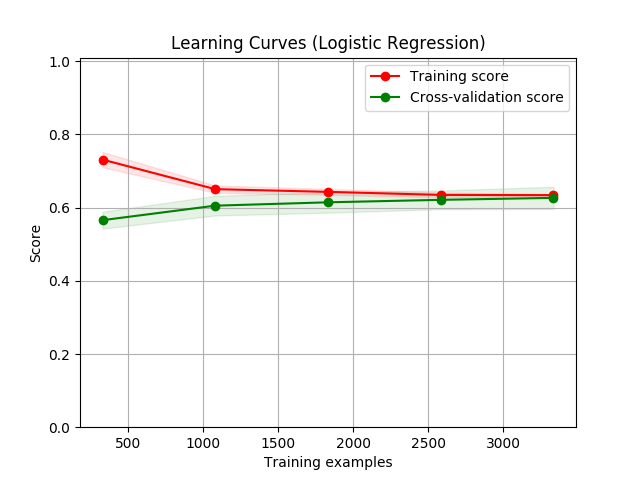 Learning Curves (Logistic Regression)
1.0
0.8
0.6
0.4
0.2
0.0
Score
Training score
Cross-validation score
500 1000 1500 2000 2500 3000
Training examples